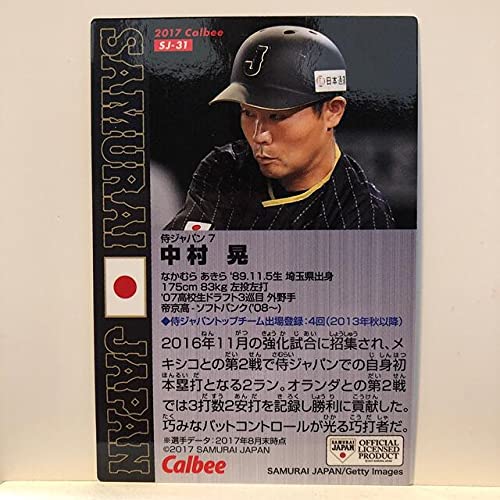 2017 Calbee
SJ-31
SAMURAI JAPAN
J
日本通運
侍ジャパン 7
中村 晃
なかむら あきら '89.11.5生 埼玉県出身
175cm 83kg 左投左打
'07高校生ドラフト3巡目 外野手
帝京高-ソフトバンク('08〜)
◆侍ジャパントップチーム出場登録:4回(2013年秋以降)
2016年11月の強化試合に招集され、メ
キシコとの第2戦で侍ジャパンでの自身初
本塁打となる2ラン。オランダとの第2戦
では3打数2安打を記録し勝利に貢献した。
巧みなバットコントロールが光る巧打者だ。
※選手データ:2017年8月末時点
©2017 SAMURAI JAPAN
Calbee
SAMURAI JAPAN
OFFICIAL LICENSED PRODUCT
SAMURAI JAPAN/Getty Images